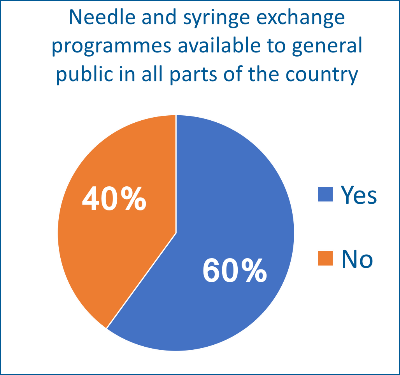 Needle and syringe exchange
programmes available to general
public in all parts of the country
40%
60%
Yes
No